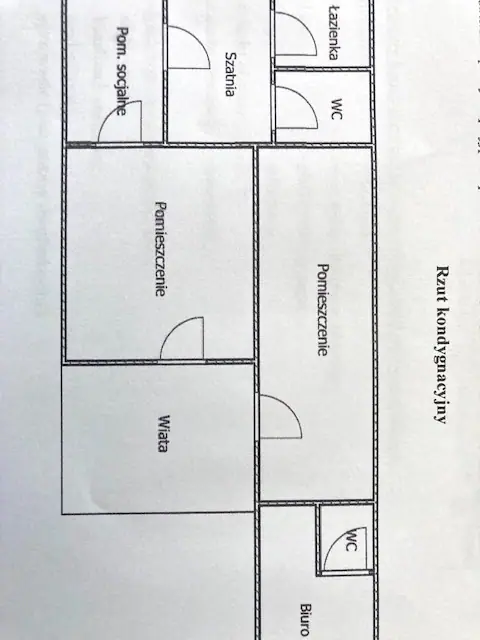 Rzut kondygnacyjny
Łazienka
WC
Szatnia
Pom. socjalne
Pomieszczenie
Pomieszczenie
Wiata
WC
Biuro